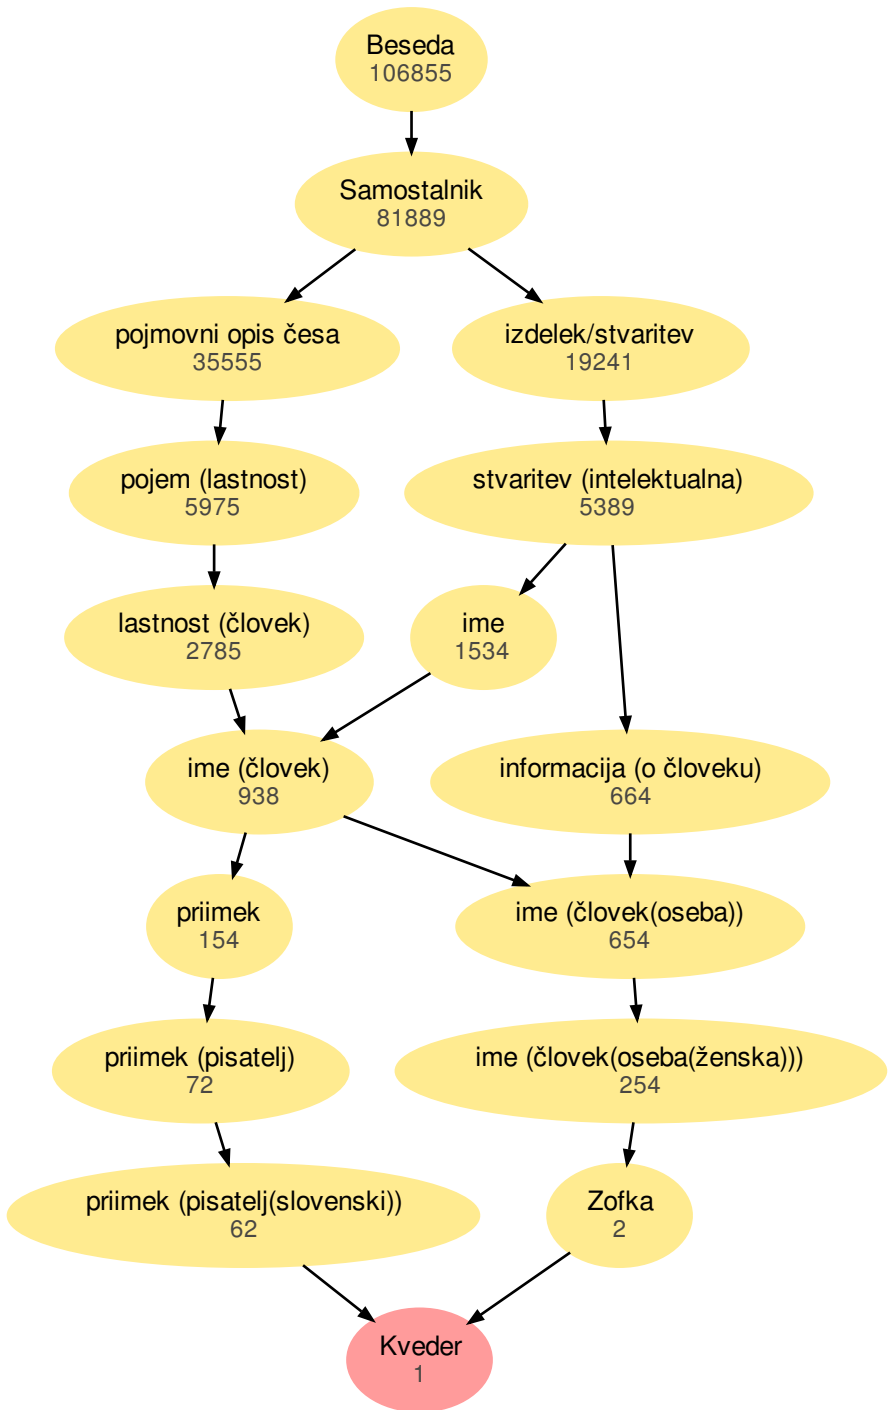 Beseda
106855
Samostalnik
81889
pojmovni opis česa
35555
izdelek/stvaritev
19241
pojem (lastnost)
5975
stvaritev (intelektualna)
5389
lastnost (človek)
2785
ime
1534
ime (človek)
938
informacija (o človeku)
664
priimek
154
ime (človek(oseba))
654
priimek (pisatelj)
72
ime (človek(oseba(ženska)))
254
priimek (pisatelj(slovenski))
62
Zofka
2
Kveder
1